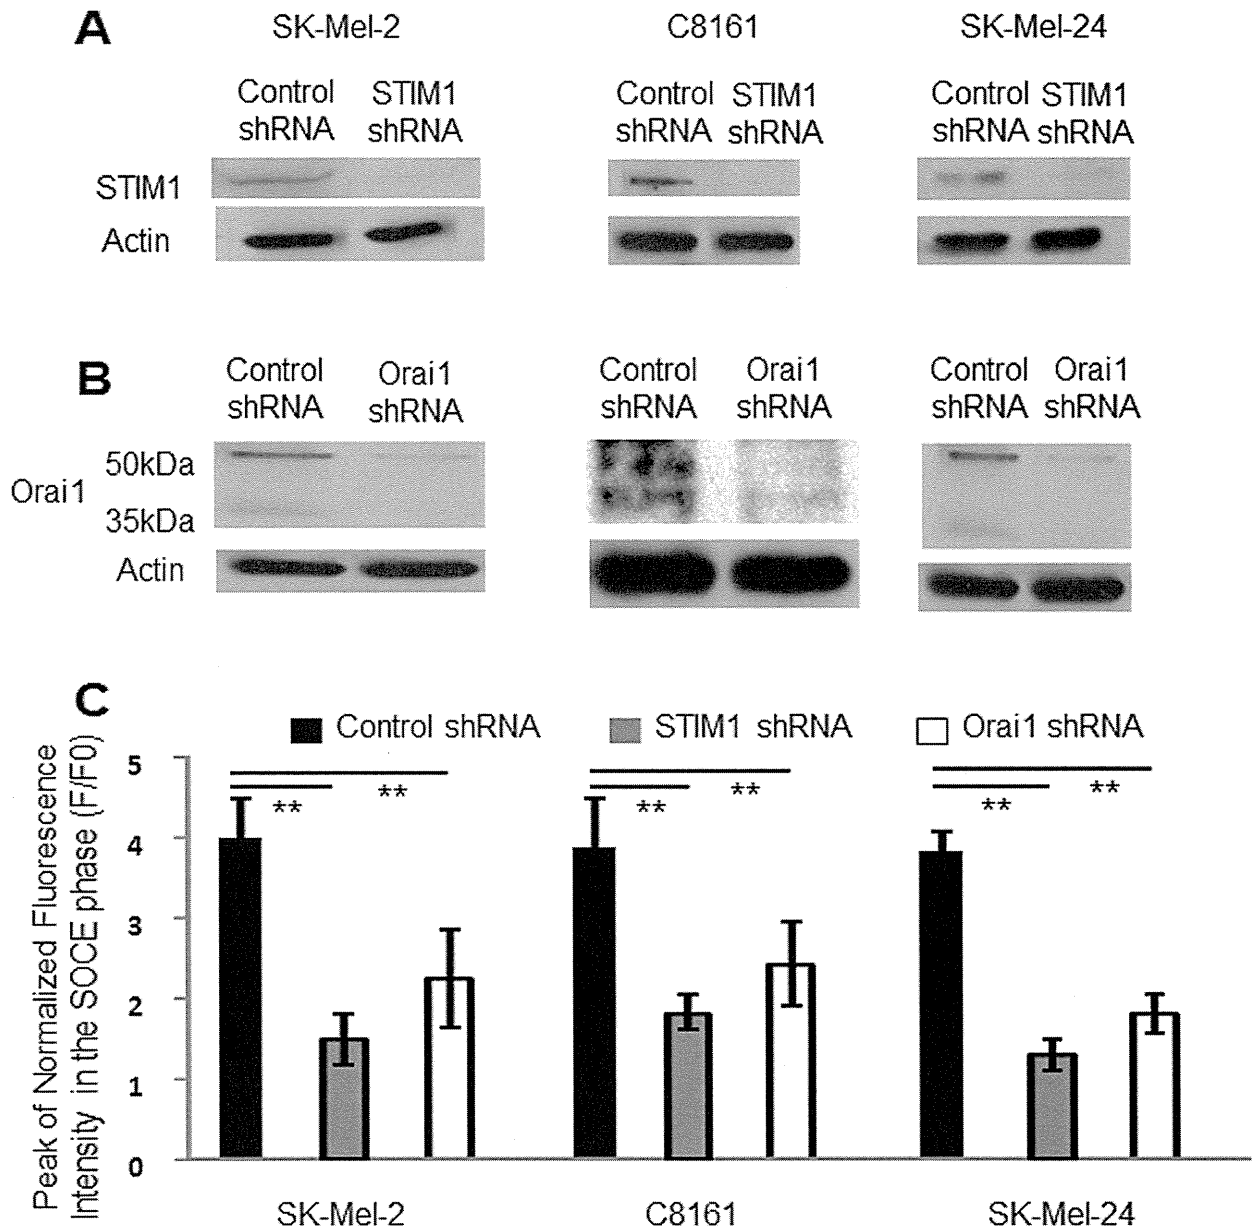 A SK-Mel-2 C8161 SK-Mel-24
Control STIM1 Control STIM1 Control STIM1
shRNA shRNA shRNA shRNA shRNA shRNA
STIM1
Actin
B Control Orai1 Control Orai1 Control Orai1
shRNA shRNA shRNA shRNA shRNA shRNA
50kDa
Orai1
35kDa
Actin
C
Control shRNA STIM1 shRNA Orai1 shRNA
Peak of Normalized Fluorescence
Intensity in the SOCE phase (F/F0)
5
** ** ** ** ** **
4
3
2
1
0
SK-Mel-2 C8161 SK-Mel-24